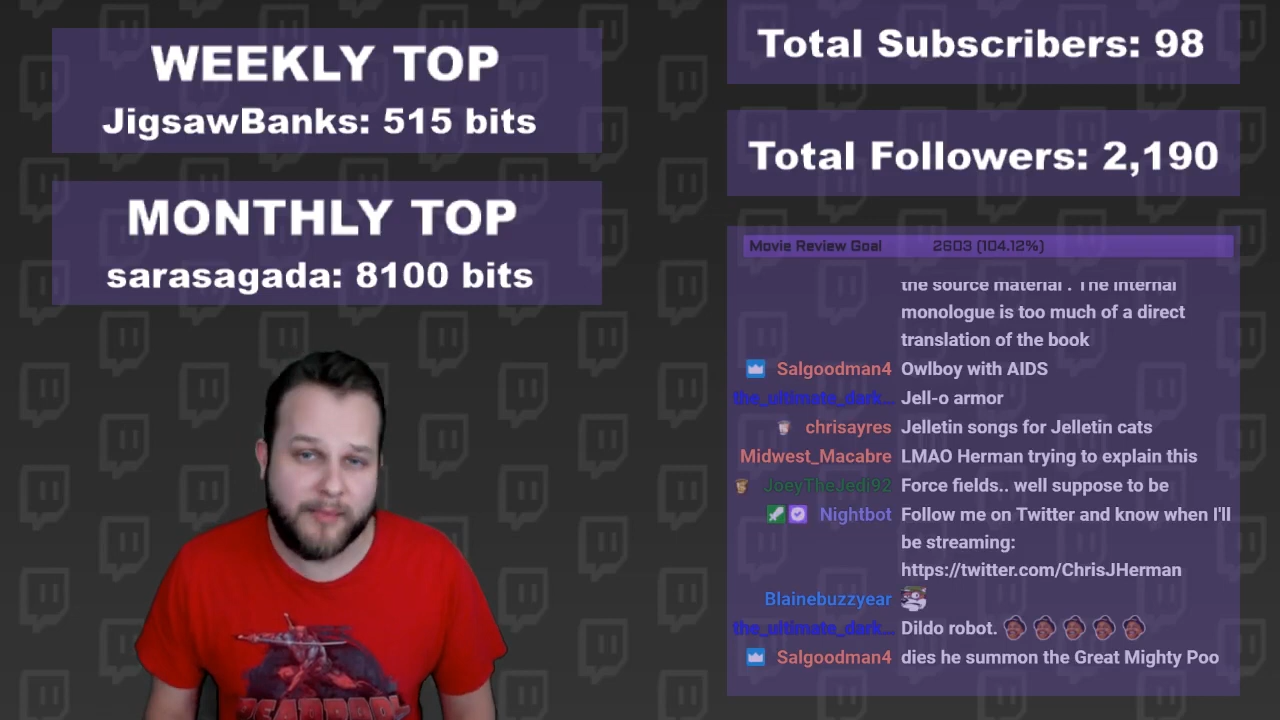 WEEKLY TOP
JigsawBanks: 515 bits
MONTHLY TOP
sarasagada: 8100 bits
Total Subscribers: 98
Total Followers: 2,190
Movie Review Goal 2603 (104.12%)
the source material . The internal
monologue is too much of a direct
translation of the book
Salgoodman4 Owlboy with AIDS
the_ultimate_dark... Jell-o armor
chrisayres Jelletin songs for Jelletin cats
Midwest_Macabre LMAO Herman trying to explain this
JoeyTheJedi92 Force fields.. well suppose to be
Nightbot Follow me on Twitter and know when I'll
be streaming:
https://twitter.com/ChrisJHerman
Blainebuzzyear
the_ultimate_dark... Dildo robot.
Salgoodman4 dies he summon the Great Mighty Poo
DEADPOOL